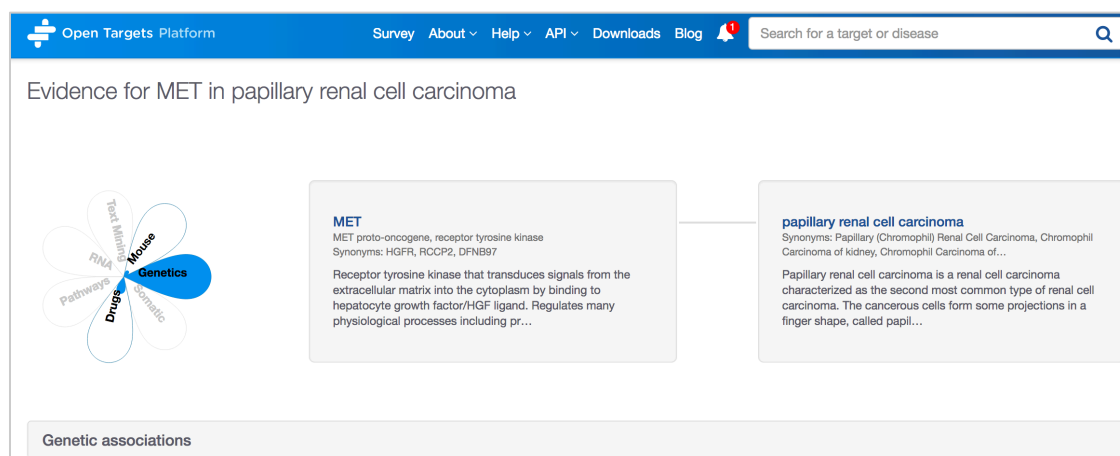 Open Targets Platform
Survey About Help API Downloads Blog 1 Search for a target or disease
Evidence for MET in papillary renal cell carcinoma
Text Mining
Mouse
RNA
Genetics
Pathways
Somatic
Drugs
MET
MET proto-oncogene, receptor tyrosine kinase
Synonyms: HGFR, RCCP2, DFNB97
Receptor tyrosine kinase that transduces signals from the
extracellular matrix into the cytoplasm by binding to
hepatocyte growth factor/HGF ligand. Regulates many
physiological processes including pr…
papillary renal cell carcinoma
Synonyms: Papillary (Chromophil) Renal Cell Carcinoma, Chromophil
Carcinoma of kidney, Chromophil Carcinoma of…
Papillary renal cell carcinoma is a renal cell carcinoma
characterized as the second most common type of renal cell
carcinoma. The cancerous cells form some projections in a
finger shape, called papil…
Genetic associations